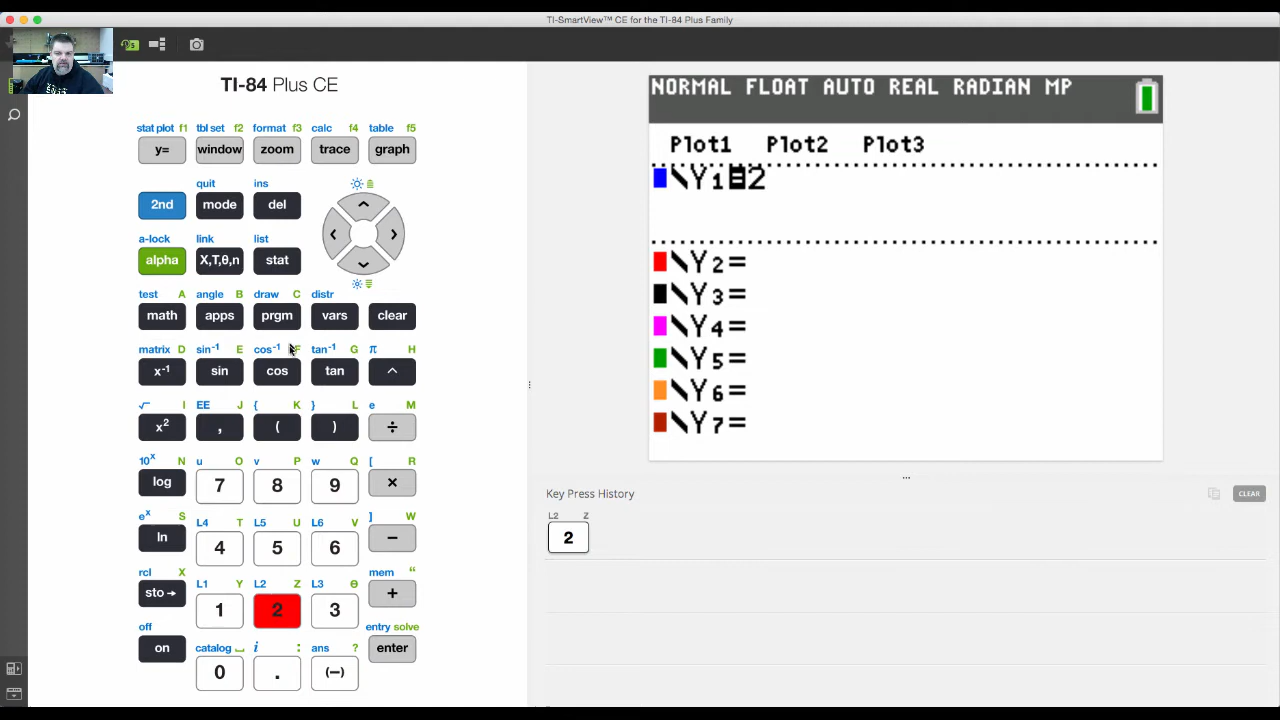 TI-SmartView™ CE for the TI-84 Plus Family
TI-84 Plus CE
stat plot f1 tbl set f2 format f3 calc f4 table f5
y= window zoom trace graph
quit ins
2nd mode del
a-lock link list
alpha X,T,θ,n stat
test A angle B draw C distr
math apps prgm vars clear
matrix D sin-1 E cos-1 F tan-1 G π H
x-1 sin cos tan ^
√ I EE J { K } L e M
x2 , ( ) ÷
10x N u O v P w Q [ R
log 7 8 9 ×
ex S L4 T L5 U L6 V ] W
ln 4 5 6 −
rcl X L1 Y L2 Z L3 θ mem “
sto→ 1 2 3 +
off catalog ⎵ i : ans ? entry solve
on 0 . (−) enter
NORMAL FLOAT AUTO REAL RADIAN MP
Plot1 Plot2 Plot3
\Y1=2
\Y2=
\Y3=
\Y4=
\Y5=
\Y6=
\Y7=
Key Press History
CLEAR
L2 Z
2